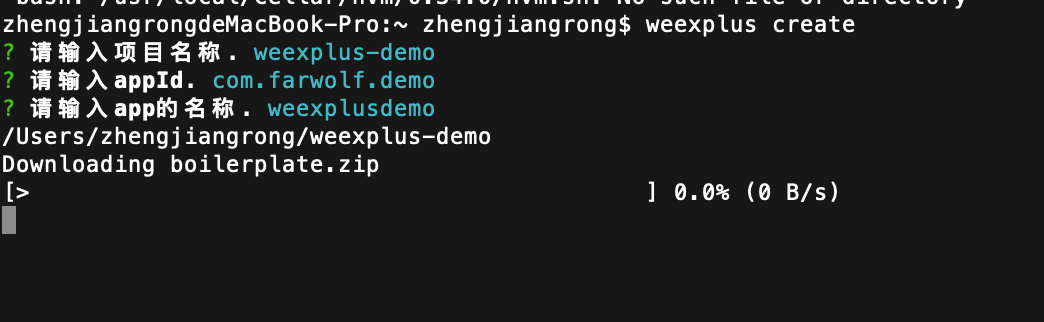 zhengjiangrongdeMacBook-Pro:~ zhengjiangrong$ weexplus create
? 请输入项目名称. weexplus-demo
? 请输入appId. com.farwolf.demo
? 请输入app的名称. weexplusdemo
/Users/zhengjiangrong/weexplus-demo
Downloading boilerplate.zip
[> ] 0.0% (0 B/s)